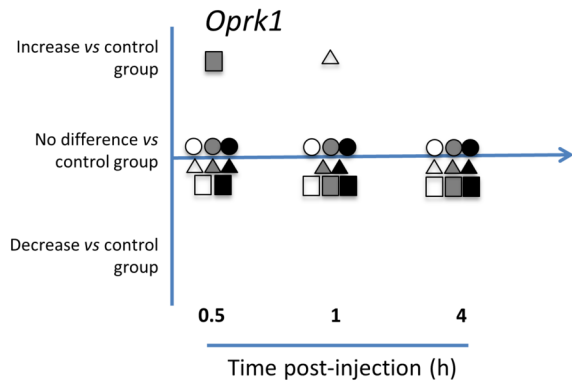 Oprk1
Increase vs control
group
No difference vs
control group
Decrease vs control
group
0.5 1 4
Time post-injection (h)